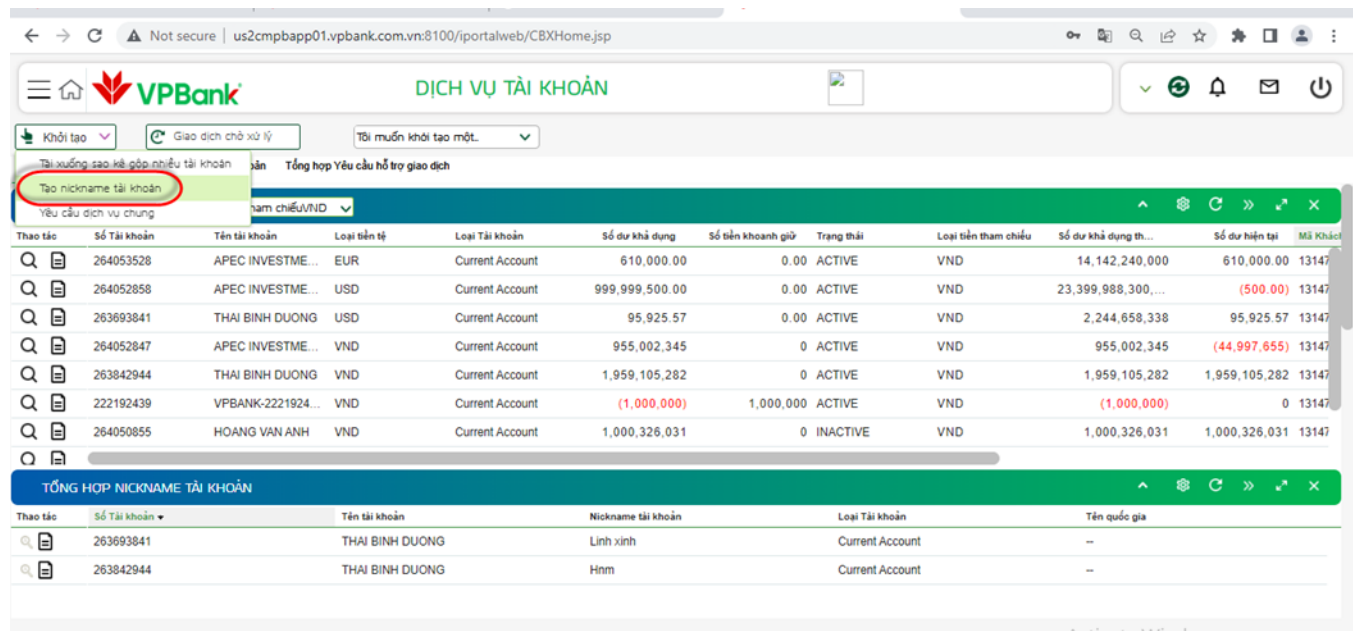 Not secure | us2cmpbapp01.vpbank.com.vn:8100/iportalweb/CBXHome.jsp
VPBank DỊCH VỤ TÀI KHOẢN
Khởi tạo Giao dịch chờ xử lý Tôi muốn khởi tạo một..
Tải xuống sao kê gộp nhiều tài khoản Tổng hợp Yêu cầu hỗ trợ giao dịch
Tạo nickname tài khoản
Yêu cầu dịch vụ chung ham chiếuVND
Thao tác Số Tài khoản Tên tài khoản Loại tiền tệ Loại Tài khoản Số dư khả dụng Số tiền khoanh giữ Trạng thái Loại tiền tham chiếu Số dư khả dụng th... Số dư hiện tại Mã Khách
264053528 APEC INVESTME... EUR Current Account 610,000.00 0.00 ACTIVE VND 14,142,240,000 610,000.00 13147
264052858 APEC INVESTME... USD Current Account 999,999,500.00 0.00 ACTIVE VND 23,399,988,300,... (500.00) 13147
263693841 THAI BINH DUONG USD Current Account 95,925.57 0.00 ACTIVE VND 2,244,658,338 95,925.57 13147
264052847 APEC INVESTME... VND Current Account 955,002,345 0 ACTIVE VND 955,002,345 (44,997,655) 13147
263842944 THAI BINH DUONG VND Current Account 1,959,105,282 0 ACTIVE VND 1,959,105,282 1,959,105,282 13147
222192439 VPBANK-2221924... VND Current Account (1,000,000) 1,000,000 ACTIVE VND (1,000,000) 0 13147
264050855 HOANG VAN ANH VND Current Account 1,000,326,031 0 INACTIVE VND 1,000,326,031 1,000,326,031 13147
TỔNG HỢP NICKNAME TÀI KHOẢN
Thao tác Số Tài khoản Tên tài khoản Nickname tài khoản Loại Tài khoản Tên quốc gia
263693841 THAI BINH DUONG Linh xinh Current Account --
263842944 THAI BINH DUONG Hnm Current Account --